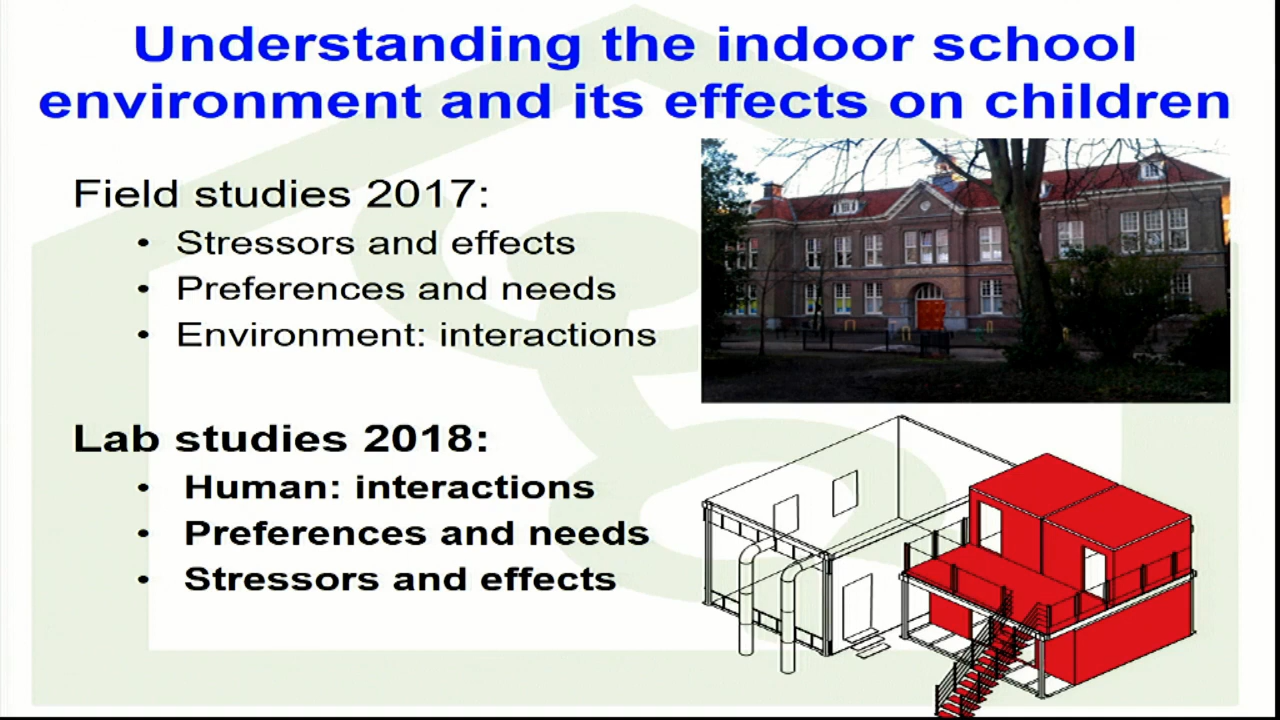 Understanding the indoor school
environment and its effects on children
Field studies 2017:
• Stressors and effects
• Preferences and needs
• Environment: interactions
Lab studies 2018:
• Human: interactions
• Preferences and needs
• Stressors and effects